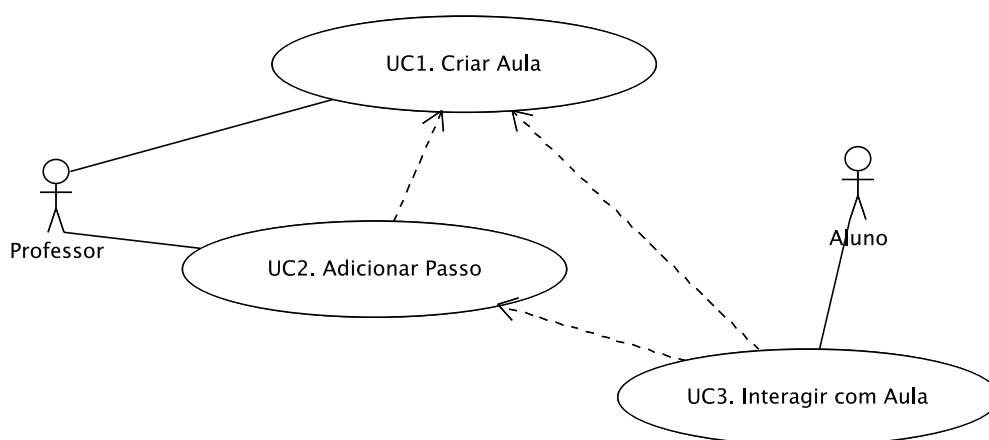 UC1. Criar Aula
Professor
Aluno
UC2. Adicionar Passo
UC3. Interagir com Aula